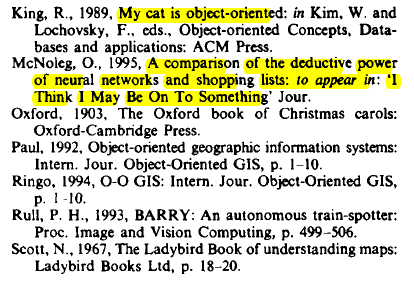 King, R., 1989, My cat is object-oriented: in Kim, W. and
Lochovsky, F., eds., Object-oriented Concepts, Data-
bases and applications: ACM Press.
McNoleg, O., 1995, A comparison of the deductive power
of neural networks and shopping lists: to appear in: 'I
Think I May Be On To Something' Jour.
Oxford, 1903, The Oxford book of Christmas carols:
Oxford-Cambridge Press.
Paul, 1992, Object-oriented geographic information systems:
Intern. Jour. Object-Oriented GIS, p. 1-10.
Ringo, 1994, O-O GIS: Intern. Jour. Object-Oriented GIS,
p. 1-10.
Rull, P. H., 1993, BARRY: An autonomous train-spotter:
Proc. Image and Vision Computing, p. 499-506.
Scott, N., 1967, The Ladybird Book of understanding maps:
Ladybird Books Ltd, p. 18-20.